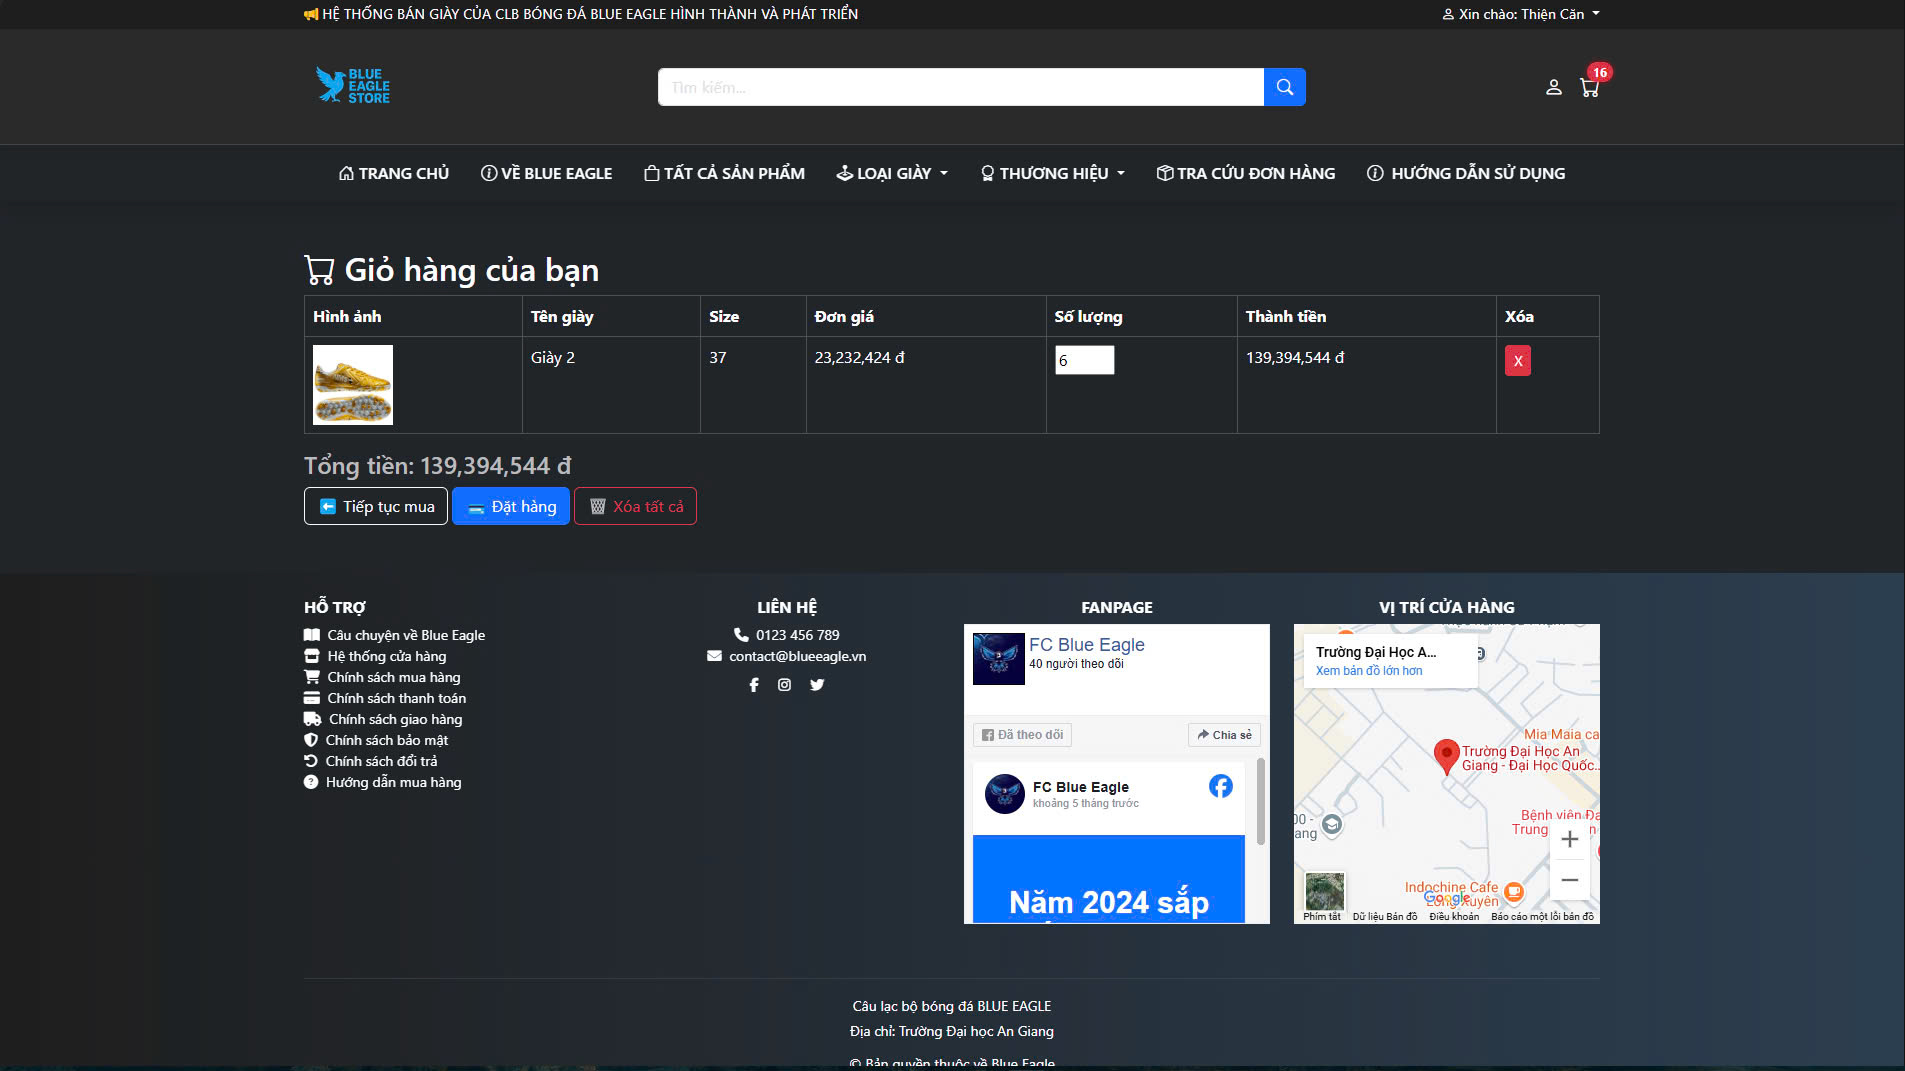 HỆ THỐNG BÁN GIÀY CỦA CLB BÓNG ĐÁ BLUE EAGLE HÌNH THÀNH VÀ PHÁT TRIỂN
Xin chào: Thiện Căn
BLUE
EAGLE
STORE
Tìm kiếm...
16
TRANG CHỦ
VỀ BLUE EAGLE
TẤT CẢ SẢN PHẨM
LOẠI GIÀY
THƯƠNG HIỆU
TRA CỨU ĐƠN HÀNG
HƯỚNG DẪN SỬ DỤNG
Giỏ hàng của bạn
Hình ảnh Tên giày Size Đơn giá Số lượng Thành tiền Xóa
Giày 2 37 23,232,424 đ 6 139,394,544 đ X
Tổng tiền: 139,394,544 đ
Tiếp tục mua
Đặt hàng
Xóa tất cả
HỖ TRỢ
Câu chuyện về Blue Eagle
Hệ thống cửa hàng
Chính sách mua hàng
Chính sách thanh toán
Chính sách giao hàng
Chính sách bảo mật
Chính sách đổi trả
Hướng dẫn mua hàng
LIÊN HỆ
0123 456 789
contact@blueeagle.vn
FANPAGE
FC Blue Eagle
40 người theo dõi
Đã theo dõi
Chia sẻ
FC Blue Eagle
khoảng 5 tháng trước
Năm 2024 sắp
VỊ TRÍ CỬA HÀNG
Trường Đại Học A...
Xem bản đồ lớn hơn
Mia Maia ca
Trường Đại Học An
Giang - Đại Học Quốc...
Bệnh viện Đa
Trung
00 -
ang
Indochine Cafe
Long Xuyên
Google
Phím tắt
Dữ liệu Bản đồ
Điều khoản
Báo cáo một lỗi bản đồ
Câu lạc bộ bóng đá BLUE EAGLE
Địa chỉ: Trường Đại học An Giang
© Bản quyền thuộc về Blue Eagle